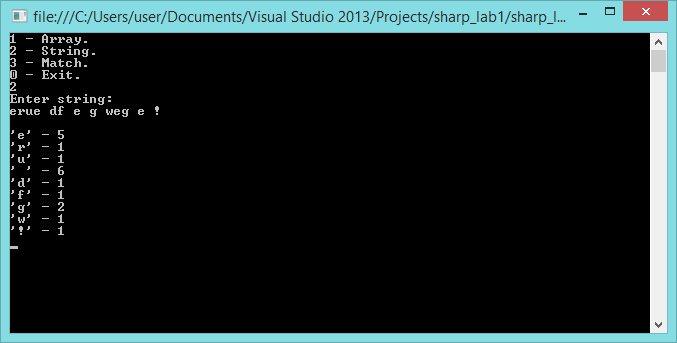 file:///C:/Users/user/Documents/Visual Studio 2013/Projects/sharp_lab1/sharp_l...
1 - Array.
2 - String.
3 - Match.
0 - Exit.
2
Enter string:
erue df e g weg e !
'e' - 5
'r' - 1
'u' - 1
' ' - 6
'd' - 1
'f' - 1
'g' - 2
'w' - 1
'!' - 1